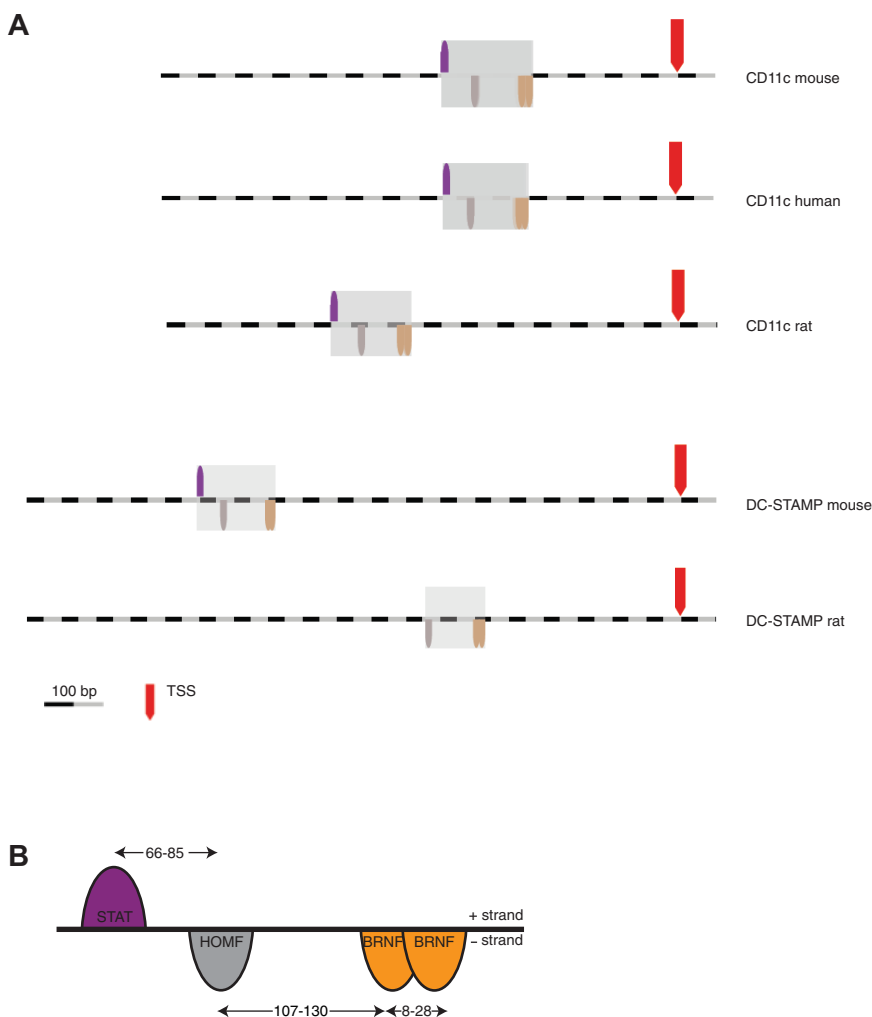 A
CD11c mouse
CD11c human
CD11c rat
DC-STAMP mouse
DC-STAMP rat
100 bp
TSS
B
66-85
STAT
+ strand
HOMF
BRNF
BRNF
– strand
107-130
8-28